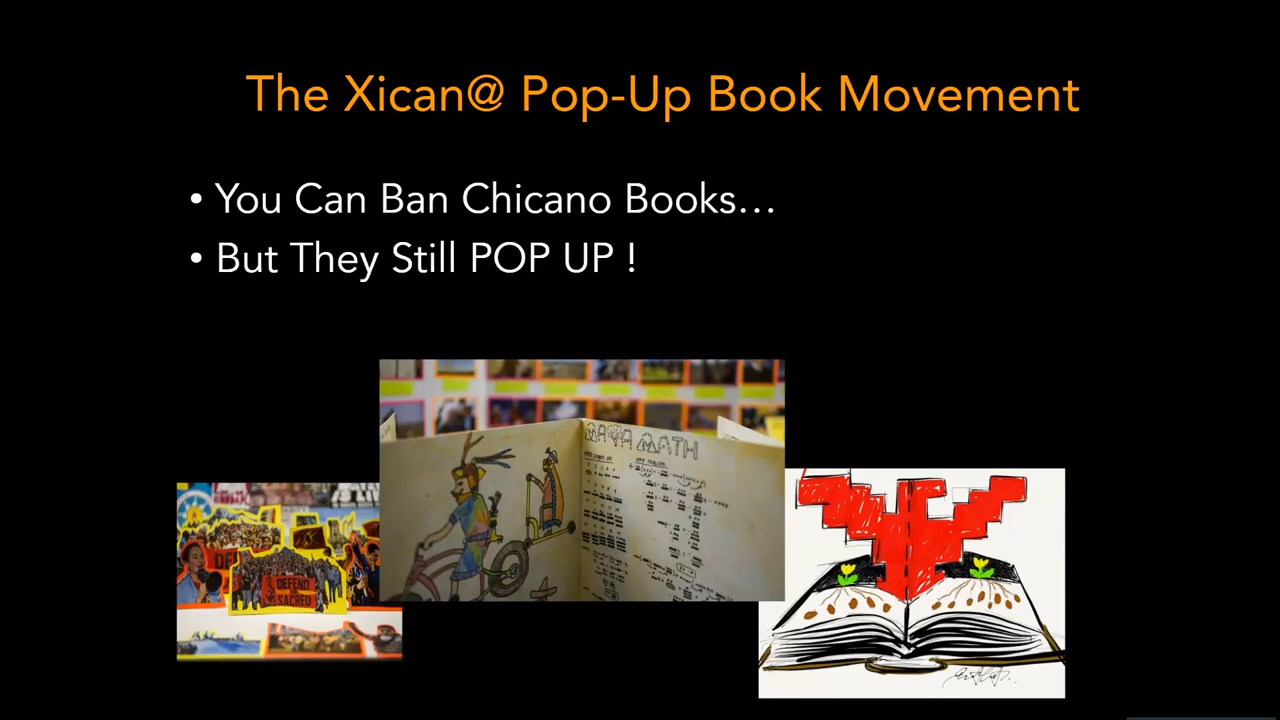 The Xican@ Pop-Up Book Movement
• You Can Ban Chicano Books...
• But They Still POP UP !
MAYA MATH
DEFEND
SACRED